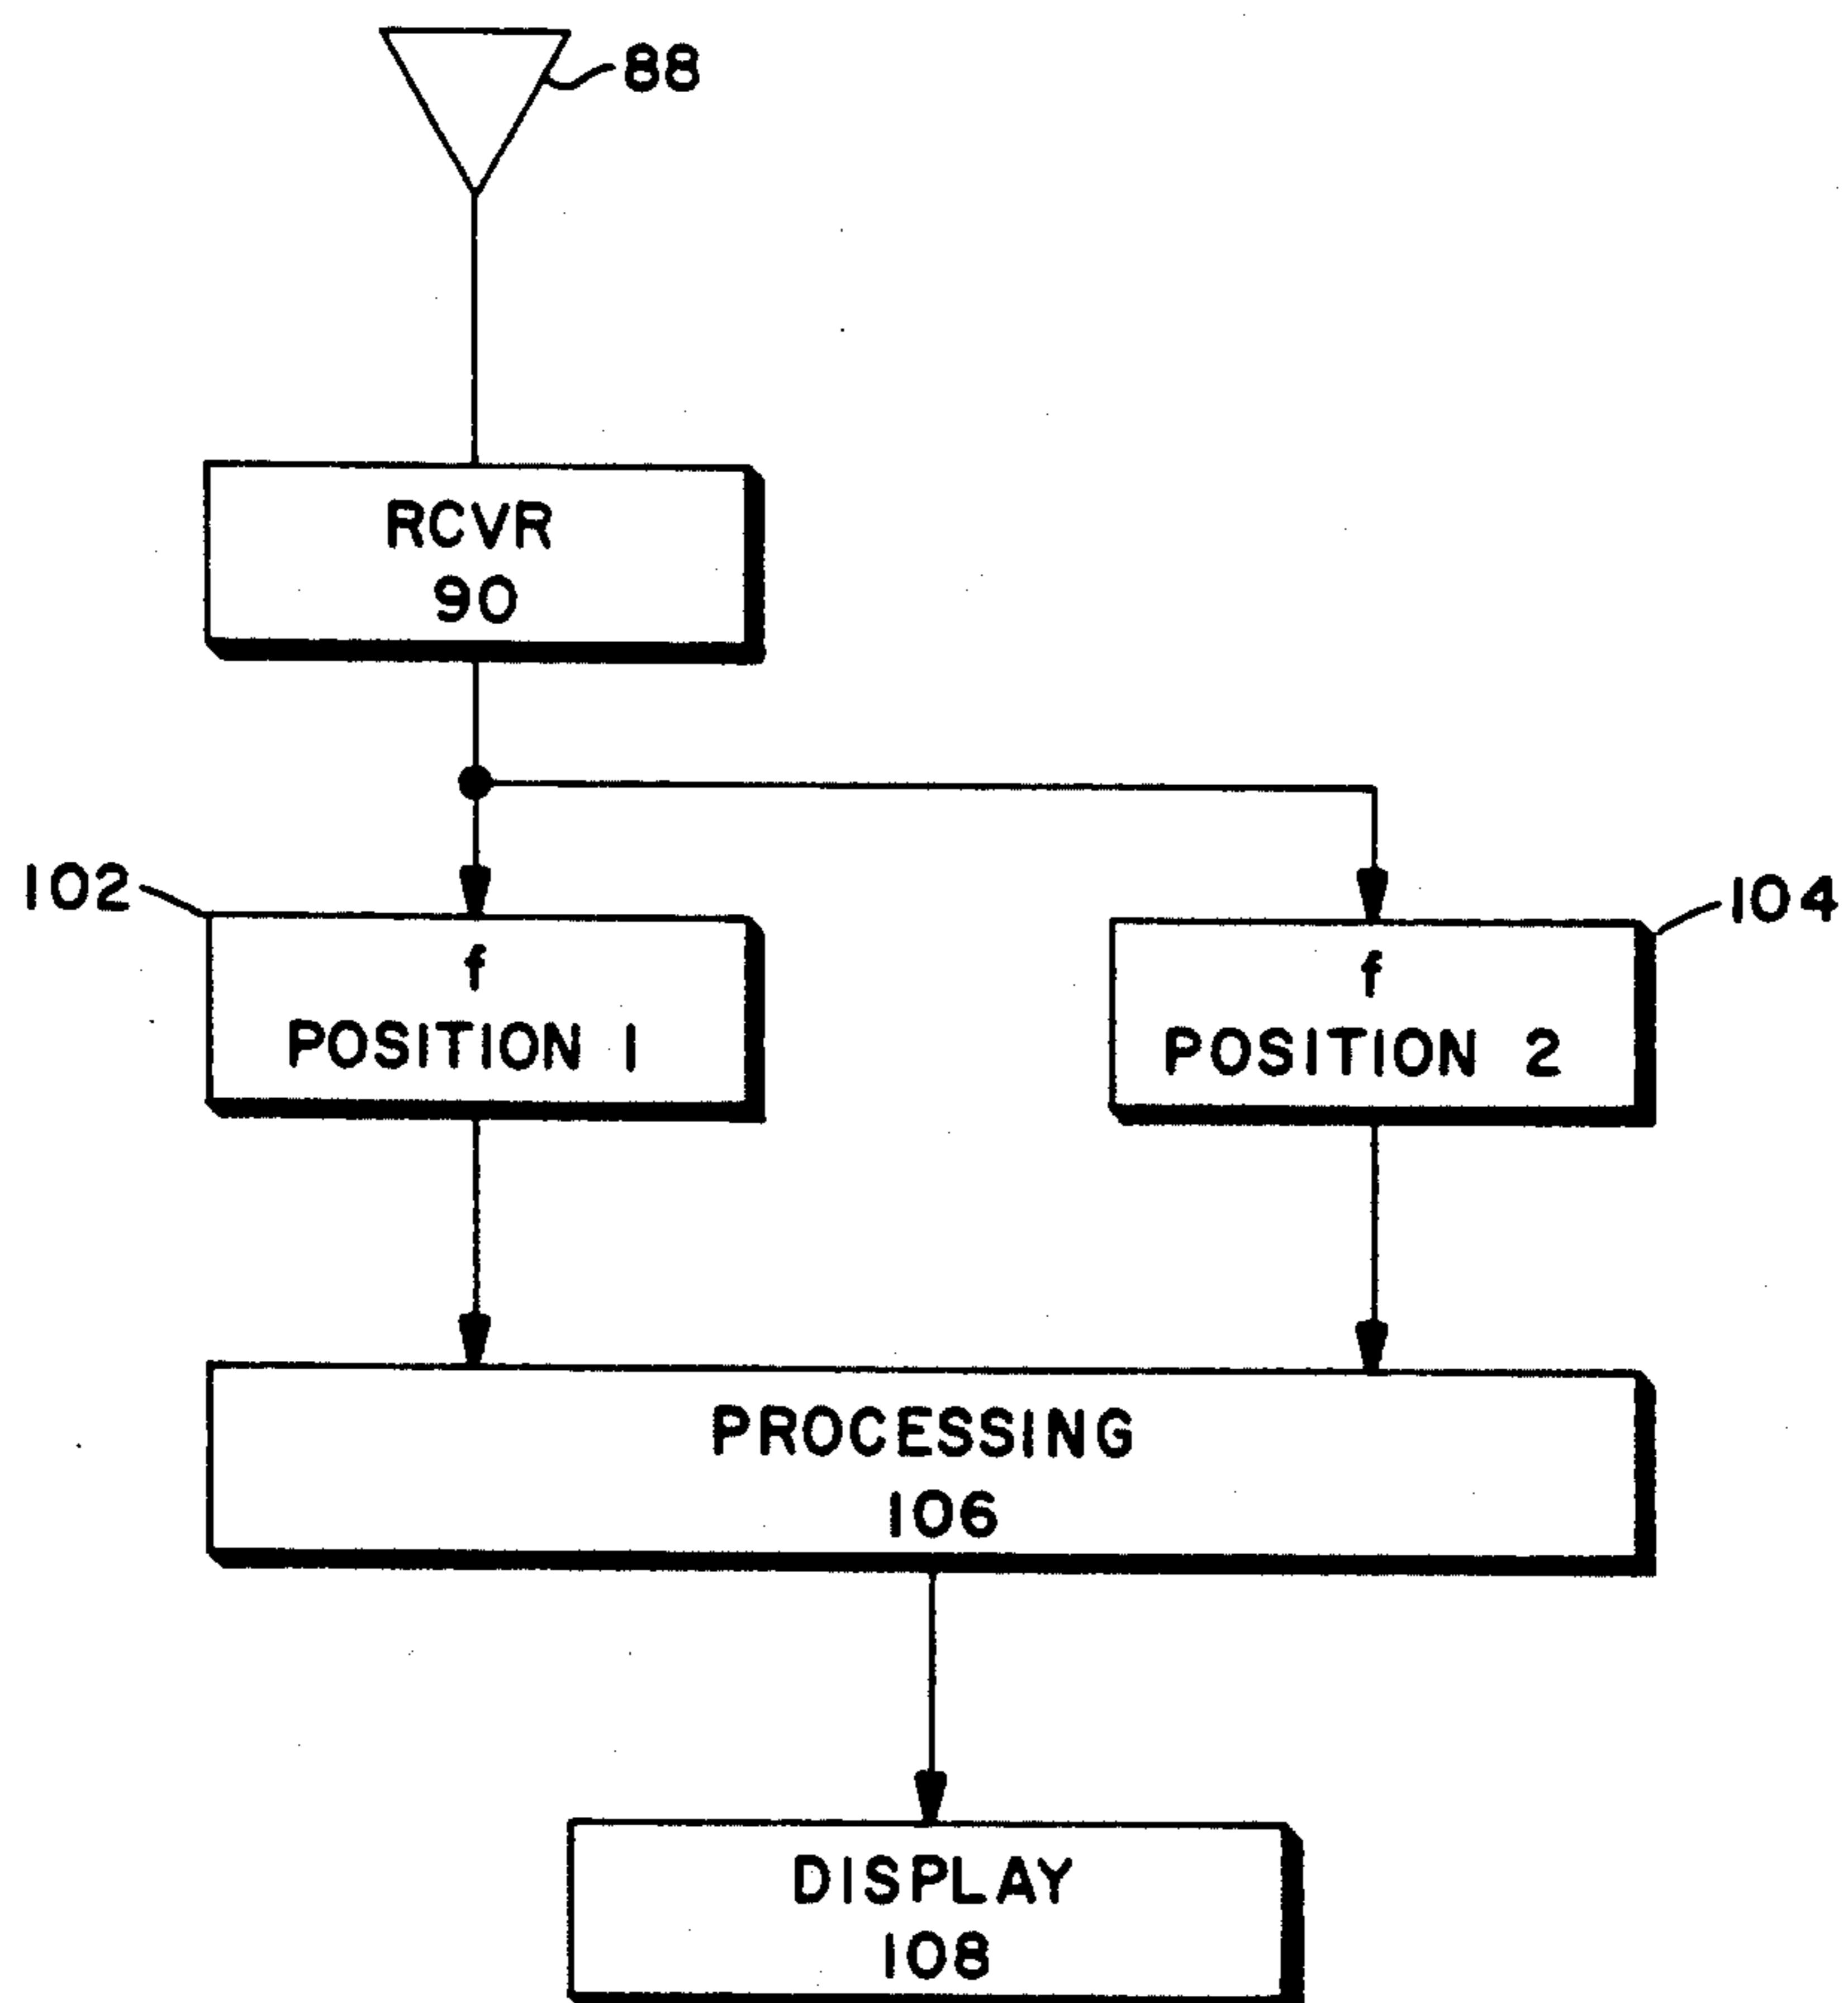 88
RCVR
90
102
104
f
POSITION 1
f
POSITION 2
PROCESSING
106
DISPLAY
108